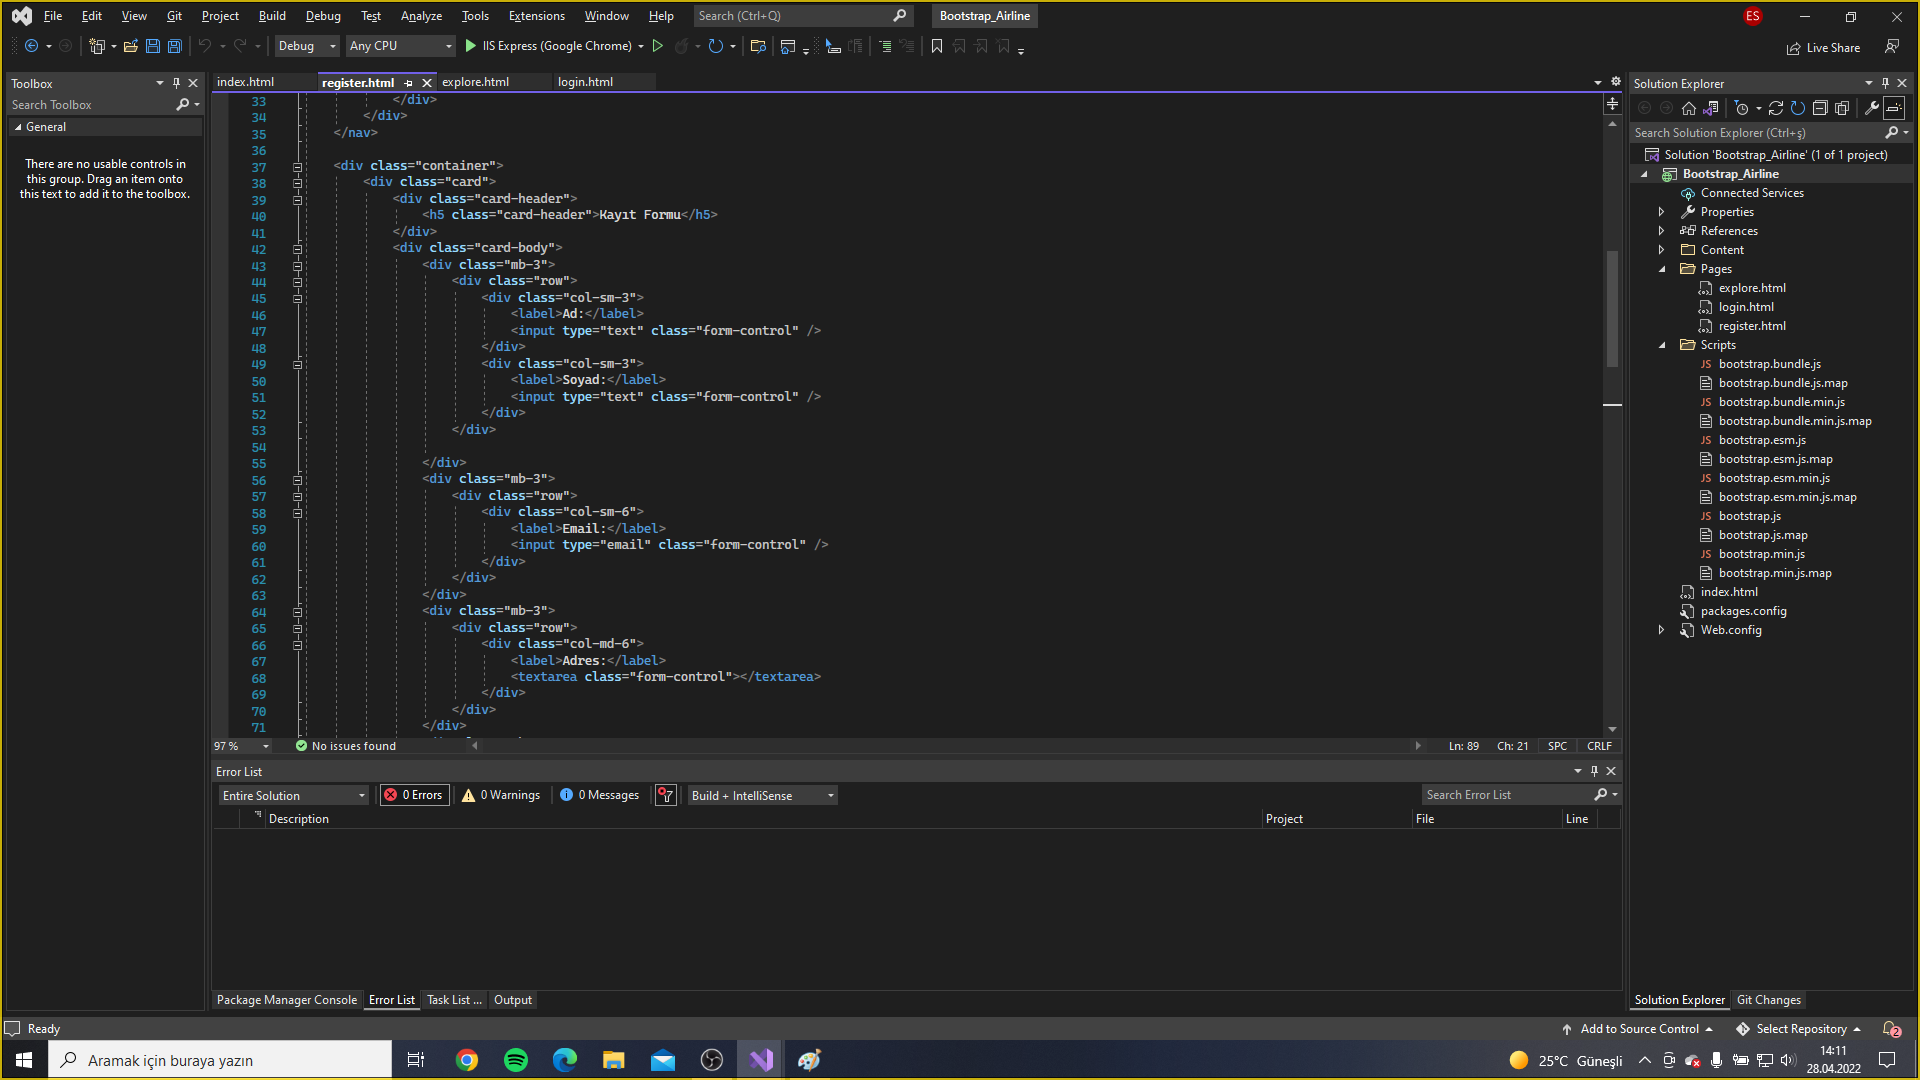 File Edit View Git Project Build Debug Test Analyze Tools Extensions Window Help Search (Ctrl+Q) Bootstrap_Airline ES
Debug Any CPU IIS Express (Google Chrome) Live Share
Toolbox
Search Toolbox
General
There are no usable controls in
this group. Drag an item onto
this text to add it to the toolbox.
index.html register.html explore.html login.html
33 </div>
34 </div>
35 </nav>
36
37 <div class="container">
38 <div class="card">
39 <div class="card-header">
40 <h5 class="card-header">Kayıt Formu</h5>
41 </div>
42 <div class="card-body">
43 <div class="mb-3">
44 <div class="row">
45 <div class="col-sm-3">
46 <label>Ad:</label>
47 <input type="text" class="form-control" />
48 </div>
49 <div class="col-sm-3">
50 <label>Soyad:</label>
51 <input type="text" class="form-control" />
52 </div>
53 </div>
54
55 </div>
56 <div class="mb-3">
57 <div class="row">
58 <div class="col-sm-6">
59 <label>Email:</label>
60 <input type="email" class="form-control" />
61 </div>
62 </div>
63 </div>
64 <div class="mb-3">
65 <div class="row">
66 <div class="col-md-6">
67 <label>Adres:</label>
68 <textarea class="form-control"></textarea>
69 </div>
70 </div>
71 </div>
97 % No issues found Ln: 89 Ch: 21 SPC CRLF
Error List
Entire Solution 0 Errors 0 Warnings 0 Messages Build + IntelliSense Search Error List
Description Project File Line
Package Manager Console Error List Task List ... Output
Solution Explorer
Search Solution Explorer (Ctrl+ş)
Solution 'Bootstrap_Airline' (1 of 1 project)
Bootstrap_Airline
Connected Services
Properties
References
Content
Pages
explore.html
login.html
register.html
Scripts
JS bootstrap.bundle.js
bootstrap.bundle.js.map
JS bootstrap.bundle.min.js
bootstrap.bundle.min.js.map
JS bootstrap.esm.js
bootstrap.esm.js.map
JS bootstrap.esm.min.js
bootstrap.esm.min.js.map
JS bootstrap.js
bootstrap.js.map
JS bootstrap.min.js
bootstrap.min.js.map
index.html
packages.config
Web.config
Solution Explorer Git Changes
Ready Add to Source Control Select Repository 2
Aramak için buraya yazın 25°C Güneşli 14:11
28.04.2022